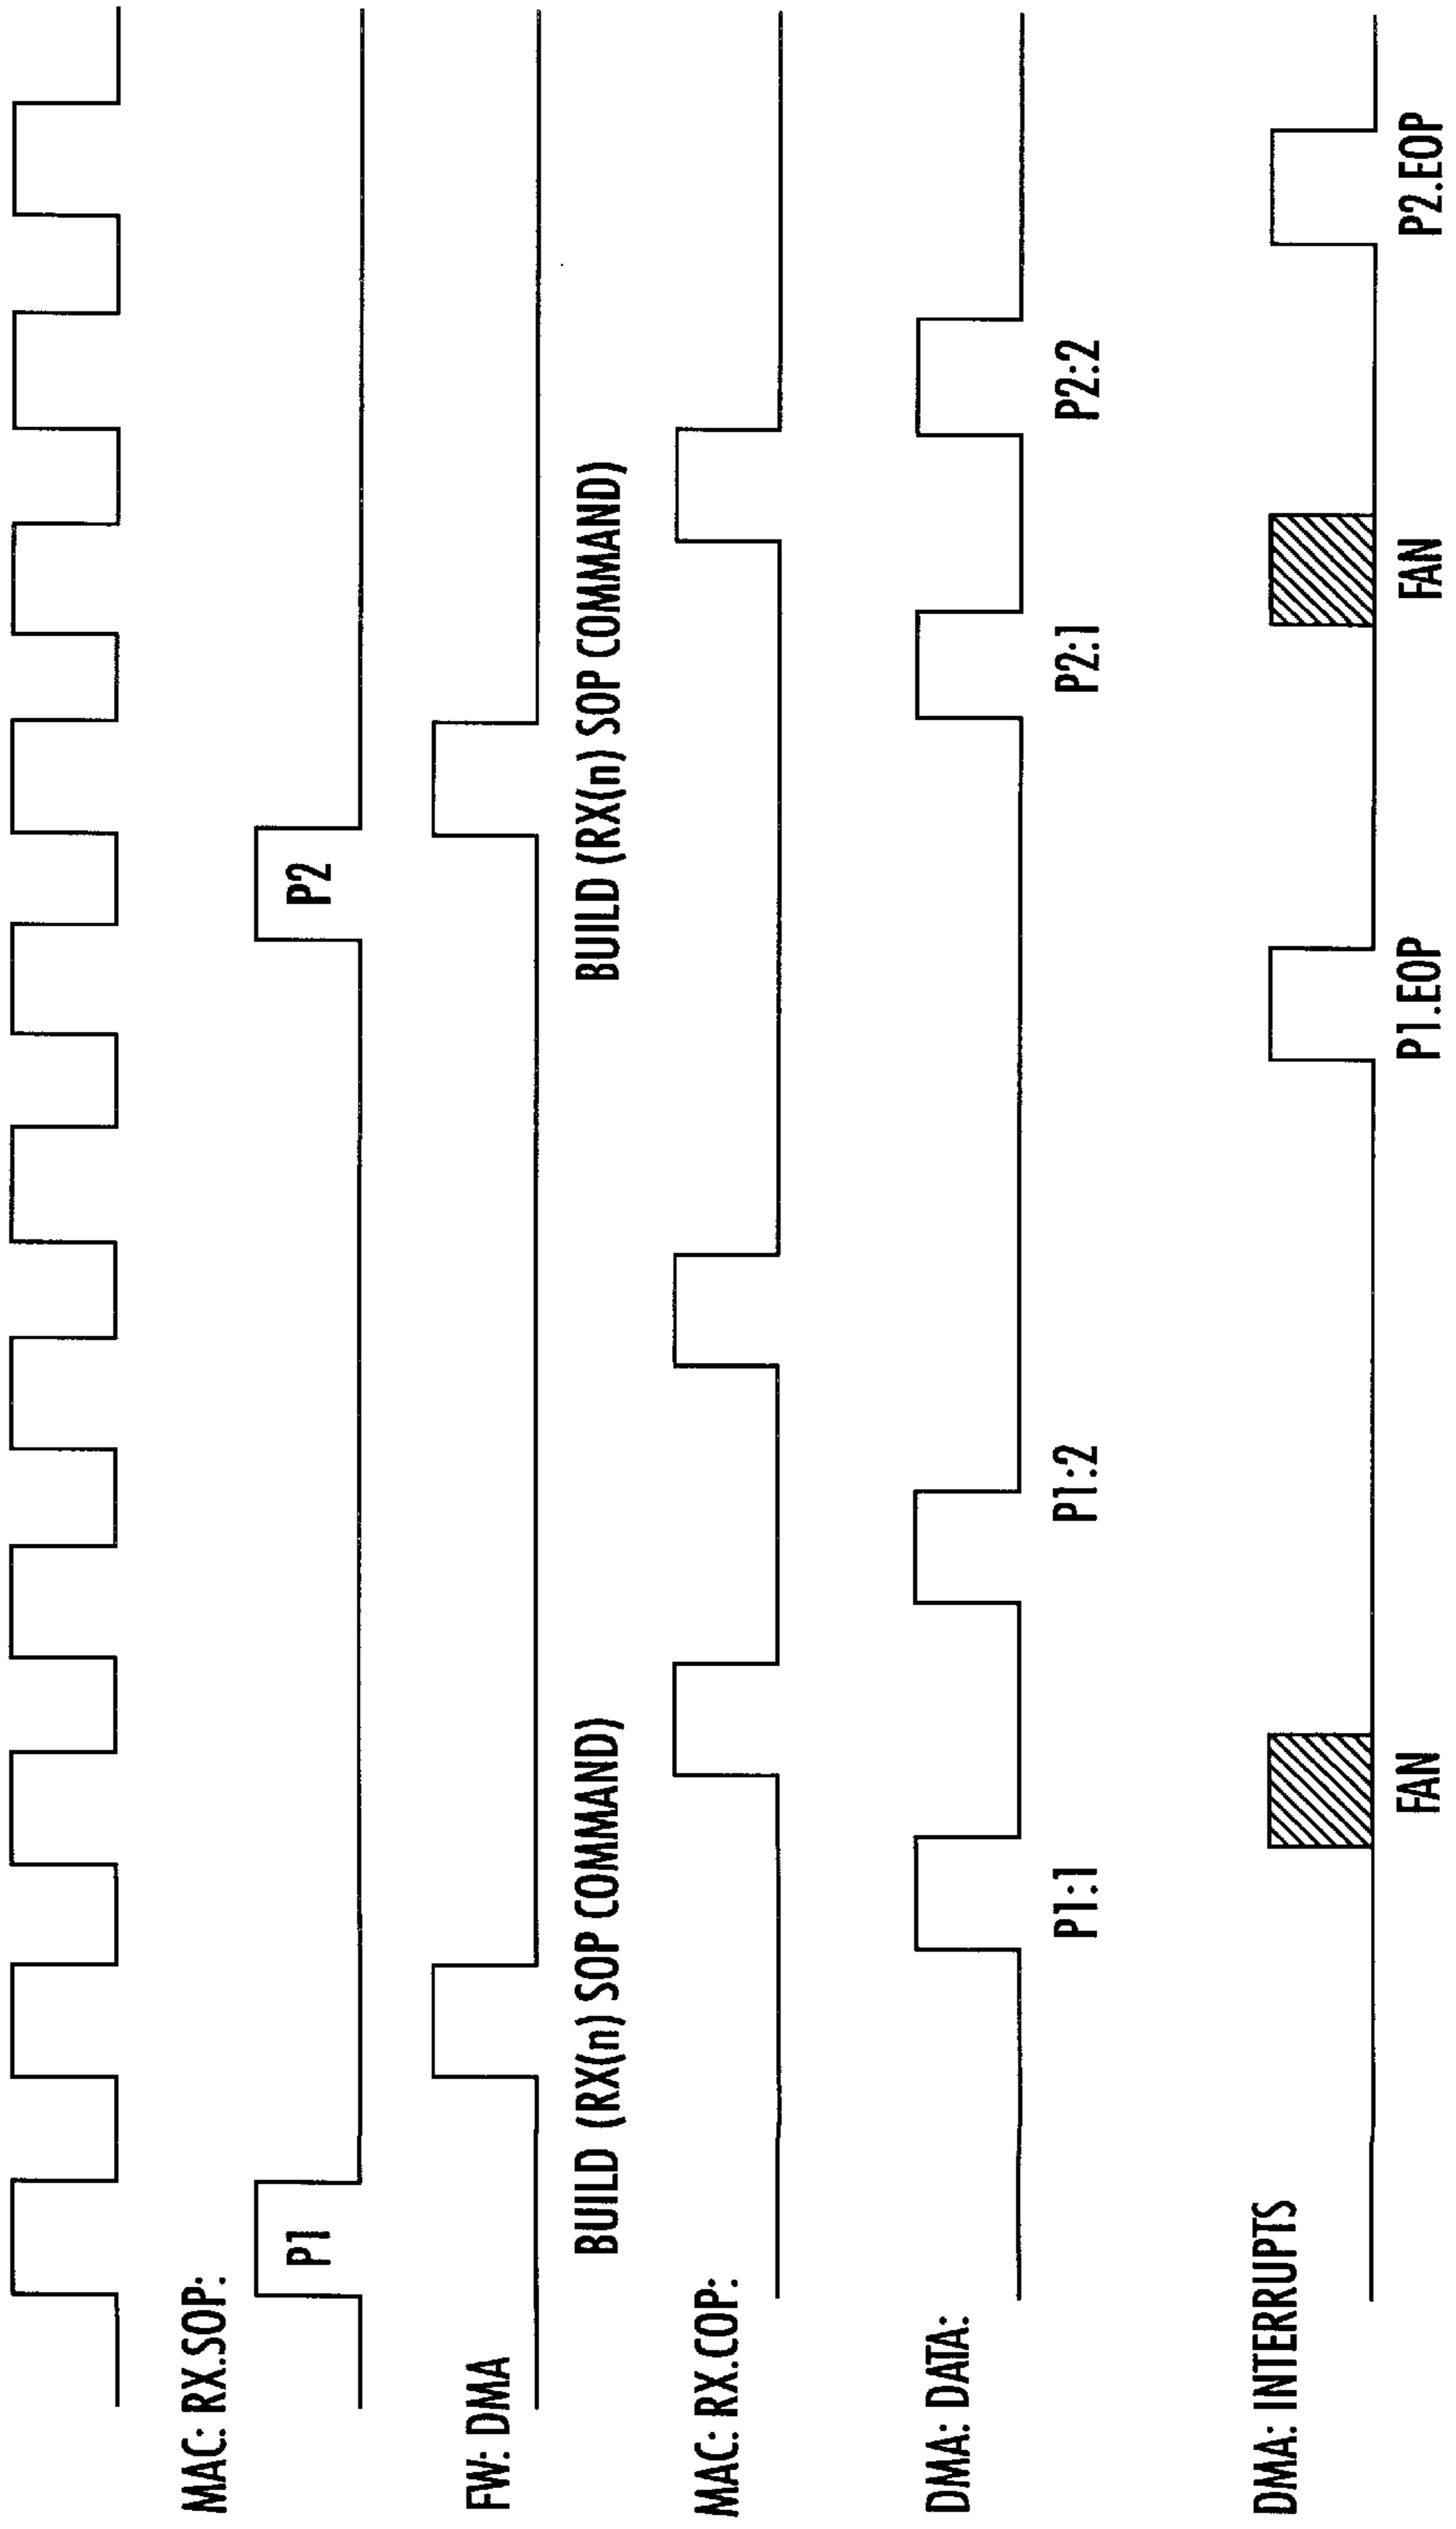 MAC: RX.SOP:
P1
P2
FW: DMA
BUILD (RX(n) SOP COMMAND)
BUILD (RX(n) SOP COMMAND)
MAC: RX.COP:
DMA: DATA:
P1:1
P1:2
P2:1
P2:2
DMA: INTERRUPTS
FAN
P1.EOP
FAN
P2.EOP